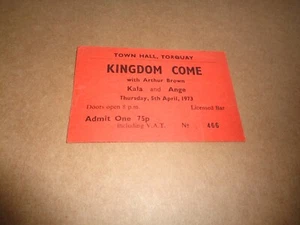 TOWN HALL, TORQUAY
KINGDOM COME
with Arthur Brown
Kala and Ange
Thursday, 5th April, 1973
Doors open 8 p.m. Licensed Bar
Admit One 75p
Including V.A.T. Nº 466